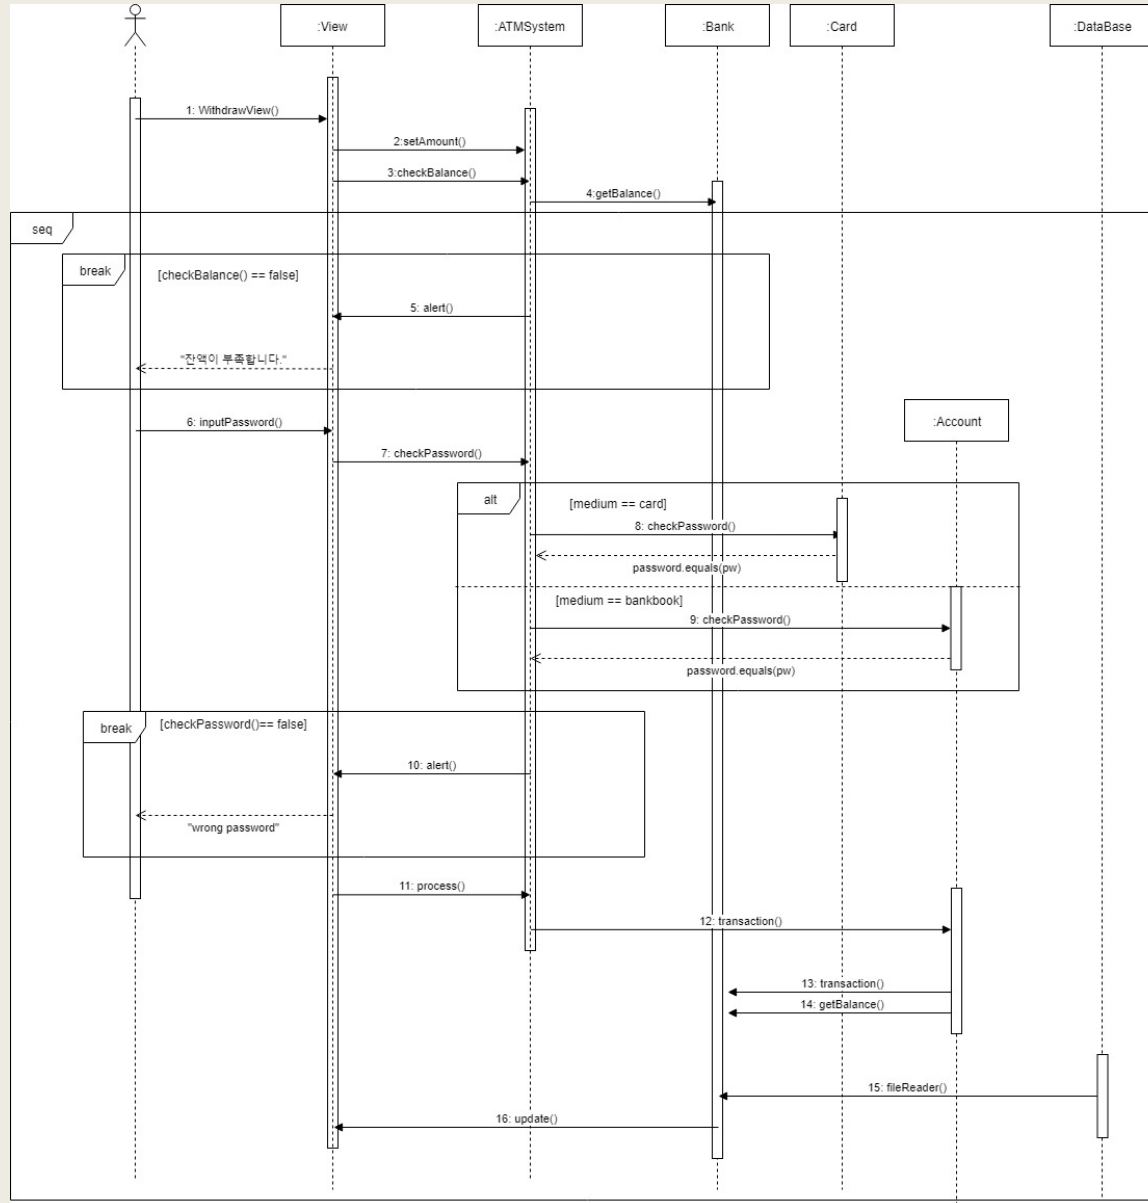 :View
:ATMSystem
:Bank
:Card
:DataBase
1: WithdrawView()
2:setAmount()
3:checkBalance()
4:getBalance()
seq
break
[checkBalance() == false]
5: alert()
"잔액이 부족합니다."
6: inputPassword()
:Account
7: checkPassword()
alt
[medium == card]
8: checkPassword()
password.equals(pw)
[medium == bankbook]
9: checkPassword()
password.equals(pw)
break
[checkPassword()== false]
10: alert()
"wrong password"
11: process()
12: transaction()
13: transaction()
14: getBalance()
15: fileReader()
16: update()